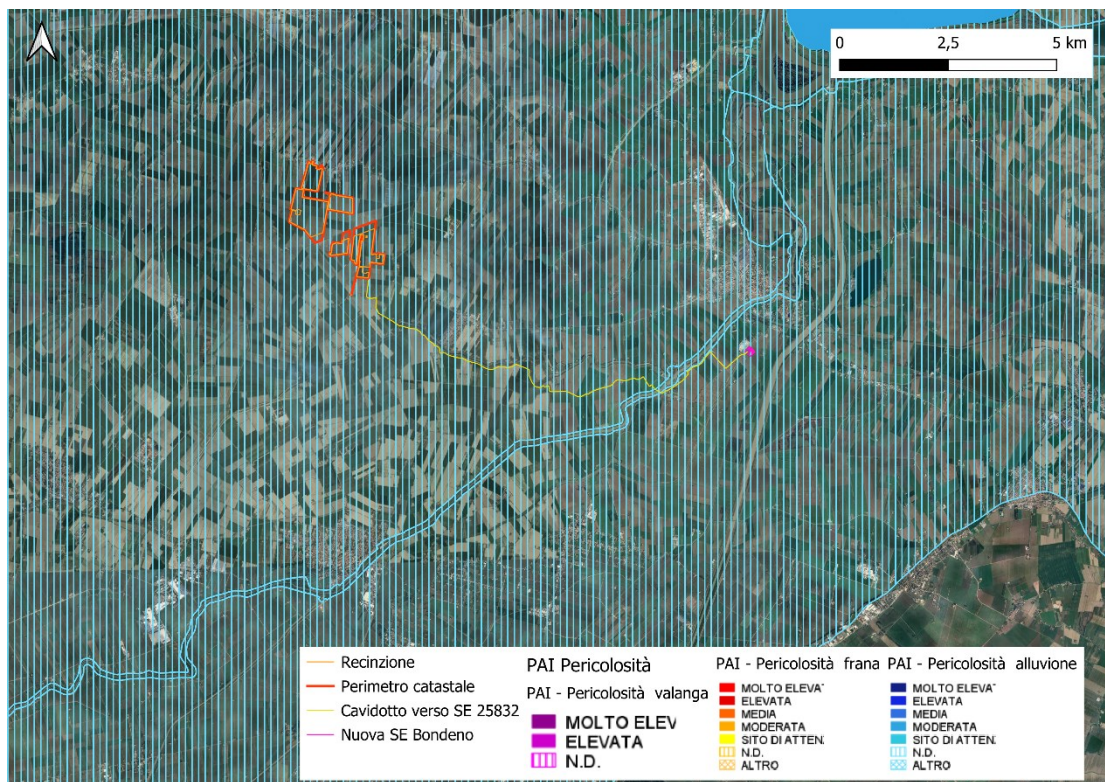 0 2,5 5 km
Recinzione
Perimetro catastale
Cavidotto verso SE 25832
Nuova SE Bondeno
PAI Pericolosità
PAI - Pericolosità valanga
MOLTO ELEV
ELEVATA
N.D.
PAI - Pericolosità frana
MOLTO ELEVA
ELEVATA
MEDIA
MODERATA
SITO DI ATTEN
N.D.
ALTRO
PAI - Pericolosità alluvione
MOLTO ELEVA
ELEVATA
MEDIA
MODERATA
SITO DI ATTEN
N.D.
ALTRO